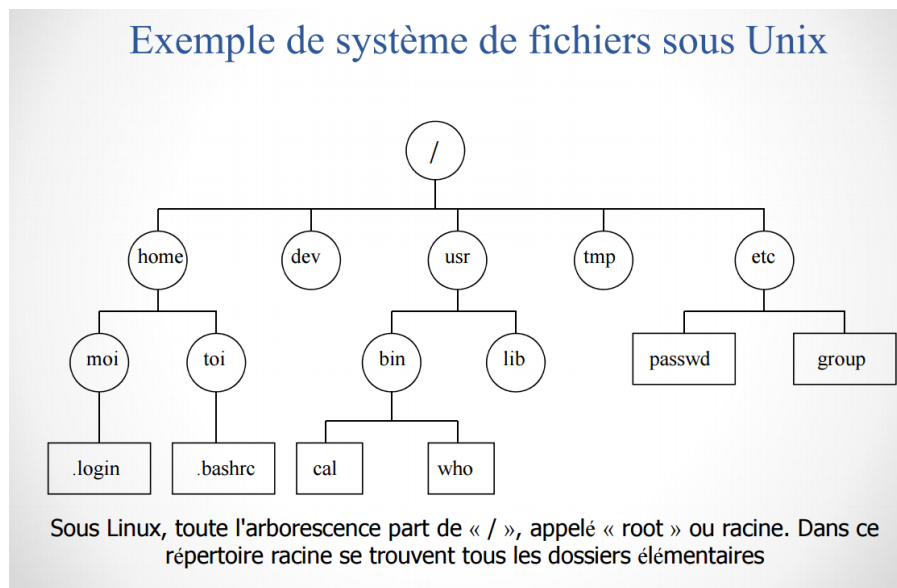 Exemple de système de fichiers sous Unix
/
home dev usr tmp etc
moi toi bin lib passwd group
.login .bashrc cal who
Sous Linux, toute l'arborescence part de « / », appelé « root » ou racine. Dans ce
répertoire racine se trouvent tous les dossiers élémentaires